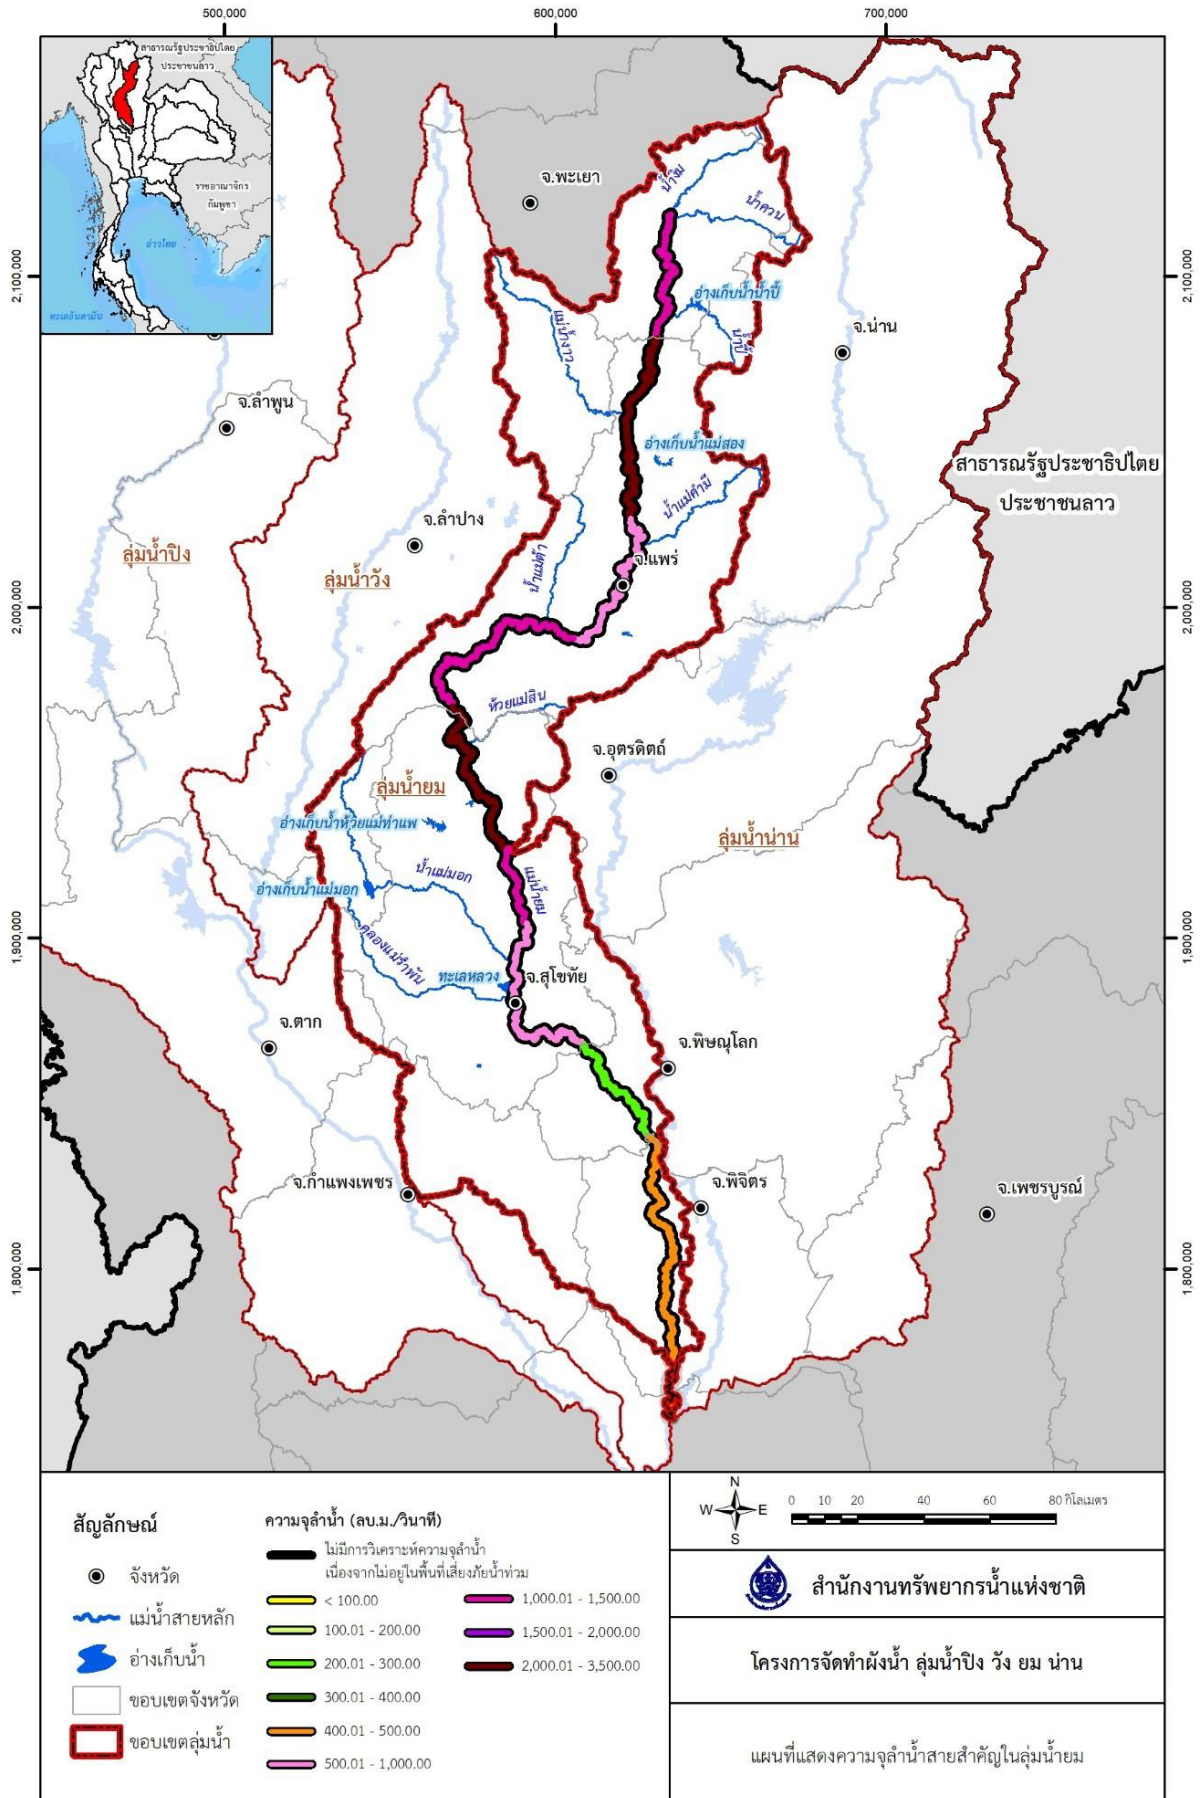 500,000
600,000
700,000
สาธารณรัฐประชาธิปไตย
ประชาชนลาว
ราชอาณาจักร
กัมพูชา
อ่าวไทย
ทะเลอันดามัน
จ.พะเยา
น้ำงิม
น้ำควน
2,100,000
2,100,000
อ่างเก็บน้ำน้ำปี้
แม่น้ำงาว
น้ำปี้
จ.น่าน
จ.ลำพูน
อ่างเก็บน้ำแม่สอง
สาธารณรัฐประชาธิปไตย
ประชาชนลาว
น้ำแม่คำมี
จ.ลำปาง
ลุ่มน้ำปิง
ลุ่มน้ำวัง
น้ำแม่ต้า
จ.แพร่
2,000,000
2,000,000
ห้วยแม่สิน
จ.อุตรดิตถ์
ลุ่มน้ำยม
อ่างเก็บน้ำห้วยแม่ท่าแพ
ลุ่มน้ำน่าน
น้ำแม่มอก
แม่น้ำยม
อ่างเก็บน้ำแม่มอก
1,900,000
1,900,000
คลองแม่รำพัน
ทะเลหลวง
จ.สุโขทัย
จ.ตาก
จ.พิษณุโลก
จ.กำแพงเพชร
จ.พิจิตร
จ.เพชรบูรณ์
1,800,000
1,800,000
สัญลักษณ์
จังหวัด
แม่น้ำสายหลัก
อ่างเก็บน้ำ
ขอบเขตจังหวัด
ขอบเขตลุ่มน้ำ
ความจุลำน้ำ (ลบ.ม./วินาที)
ไม่มีการวิเคราะห์ความจุลำน้ำ
เนื่องจากไม่อยู่ในพื้นที่เสี่ยงภัยน้ำท่วม
< 100.00
100.01 - 200.00
200.01 - 300.00
300.01 - 400.00
400.01 - 500.00
500.01 - 1,000.00
1,000.01 - 1,500.00
1,500.01 - 2,000.00
2,000.01 - 3,500.00
N
W E
S
0 10 20 40 60 80 กิโลเมตร
สำนักงานทรัพยากรน้ำแห่งชาติ
โครงการจัดทำผังน้ำ ลุ่มน้ำปิง วัง ยม น่าน
แผนที่แสดงความจุลำน้ำสายสำคัญในลุ่มน้ำยม